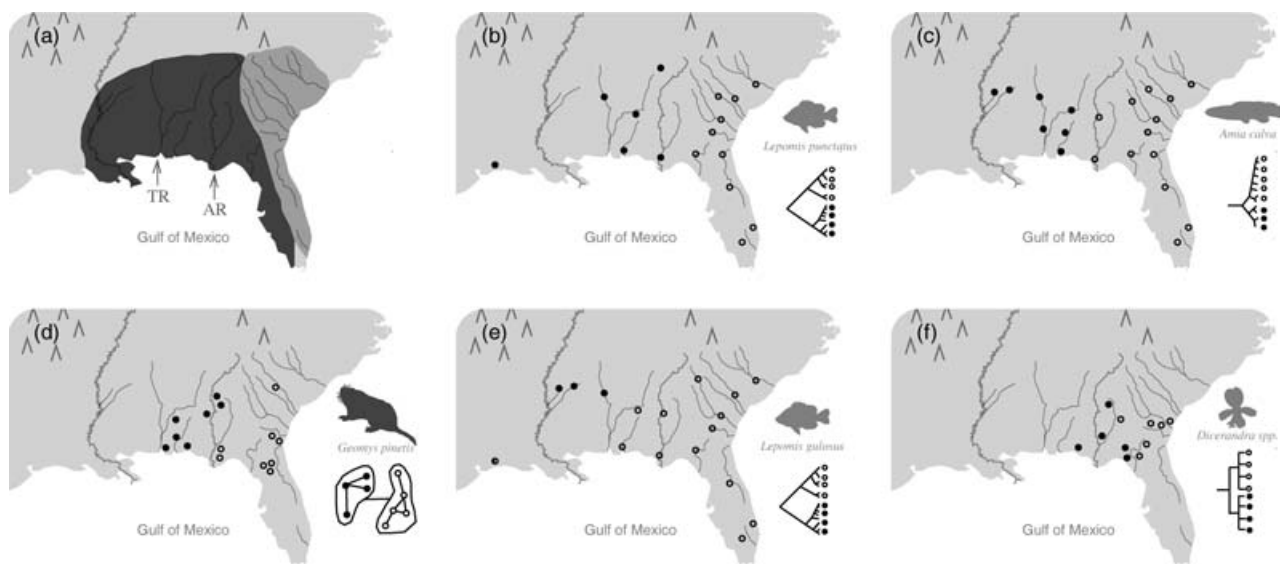 (a)
TR
AR
Gulf of Mexico
(b)
Lepomis punctatus
Gulf of Mexico
(c)
Amia calva
Gulf of Mexico
(d)
Geomys pinetis
Gulf of Mexico
(e)
Lepomis gulosus
Gulf of Mexico
(f)
Dicerandra spp.
Gulf of Mexico